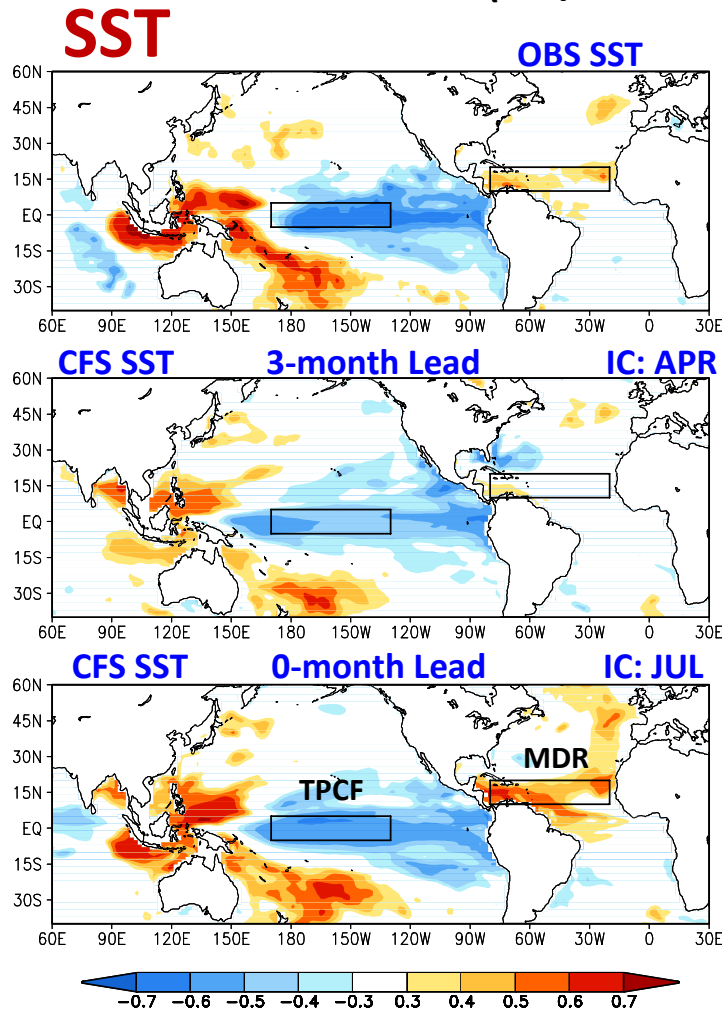 SST
OBS SST
60N
45N
30N
15N
EQ
15S
30S
60E 90E 120E 150E 180 150W 120W 90W 60W 30W 0 30E
CFS SST 3-month Lead IC: APR
60N
45N
30N
15N
EQ
15S
30S
60E 90E 120E 150E 180 150W 120W 90W 60W 30W 0 30E
CFS SST 0-month Lead IC: JUL
60N
45N
MDR
30N
TPCF
15N
EQ
15S
30S
60E 90E 120E 150E 180 150W 120W 90W 60W 30W 0 30E
-0.7 -0.6 -0.5 -0.4 -0.3 0.3 0.4 0.5 0.6 0.7